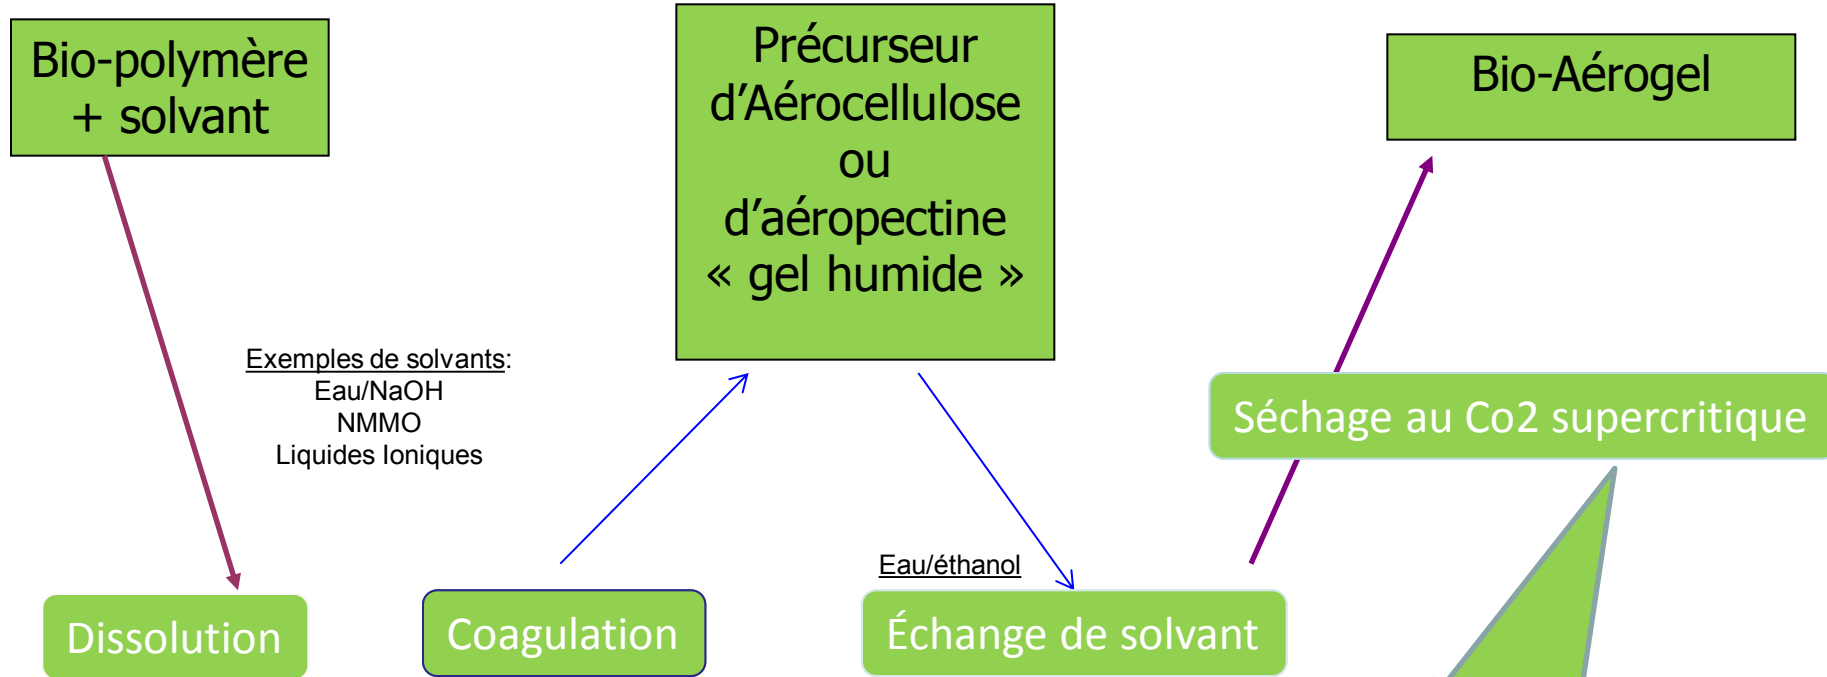 Bio-polymère
+ solvant
Précurseur
d’Aérocellulose
ou
d’aéropectine
« gel humide »
Bio-Aérogel
Exemples de solvants:
Eau/NaOH
NMMO
Liquides Ioniques
Séchage au Co2 supercritique
Eau/éthanol
Dissolution
Coagulation
Échange de solvant